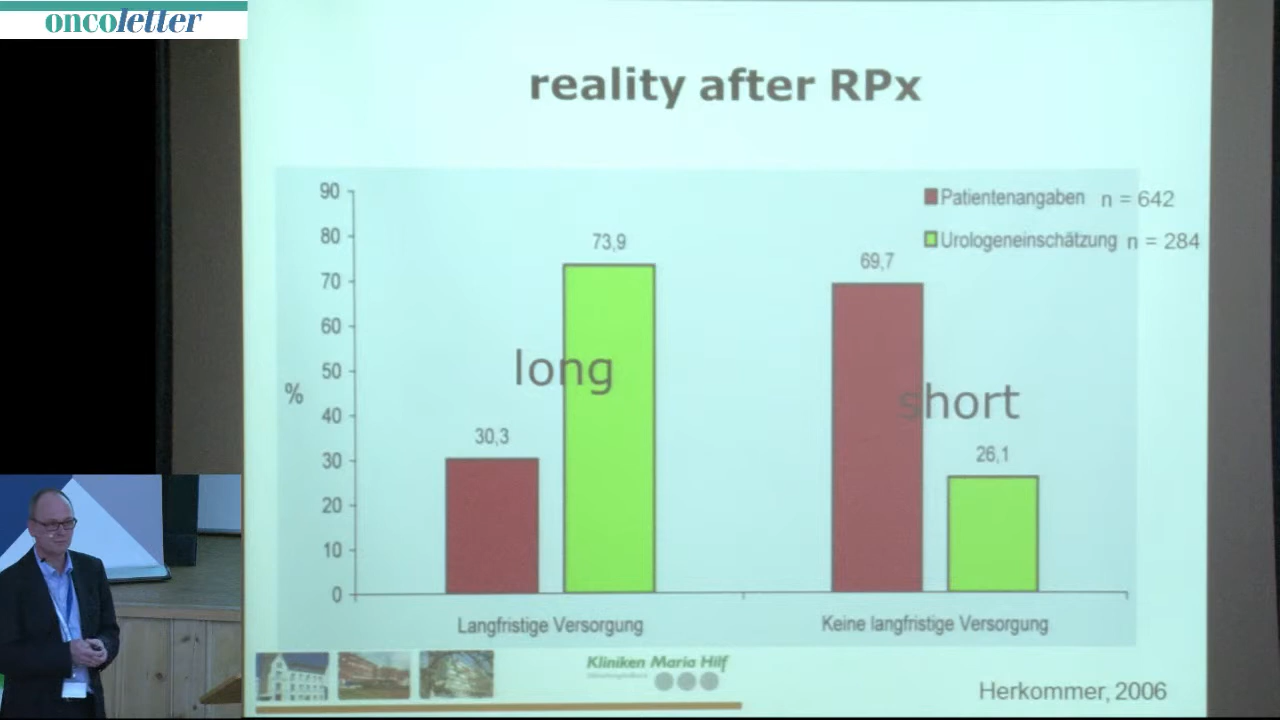 oncoletter
reality after RPx
Patientenangaben n = 642
Urologeneinschätzung n = 284
90
80
70
60
50
40
30
20
10
0
%
73,9
69,7
long
short
30,3
26,1
Langfristige Versorgung
Keine langfristige Versorgung
Kliniken Maria Hilf
Herkommer, 2006